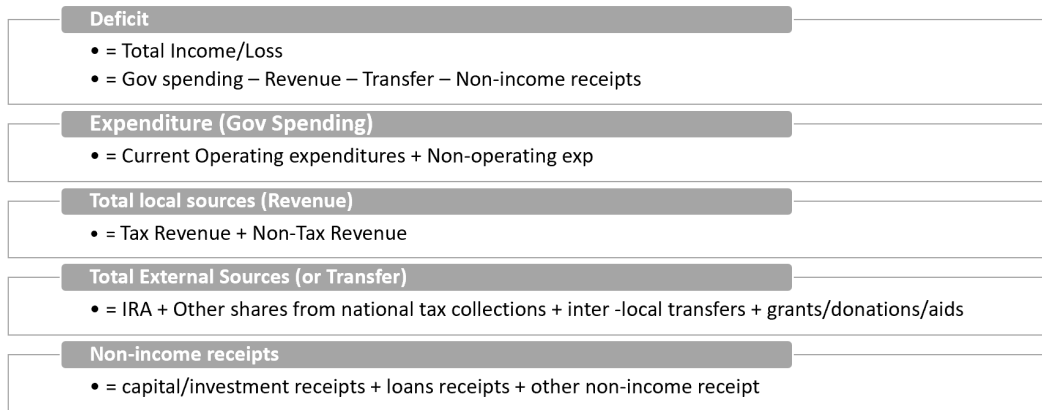 Deficit
• = Total Income/Loss
• = Gov spending – Revenue – Transfer – Non-income receipts
Expenditure (Gov Spending)
• = Current Operating expenditures + Non-operating exp
Total local sources (Revenue)
• = Tax Revenue + Non-Tax Revenue
Total External Sources (or Transfer)
• = IRA + Other shares from national tax collections + inter -local transfers + grants/donations/aids
Non-income receipts
• = capital/investment receipts + loans receipts + other non-income receipt